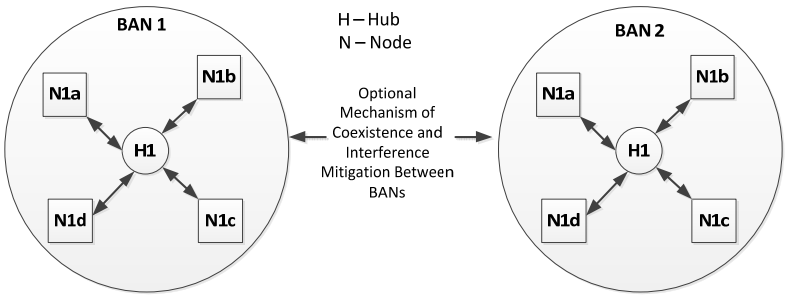 BAN 1
N1a
N1b
H1
N1d
N1c
H – Hub
N – Node
Optional
Mechanism of
Coexistence and
Interference
Mitigation Between
BANs
BAN 2
N1a
N1b
H1
N1d
N1c